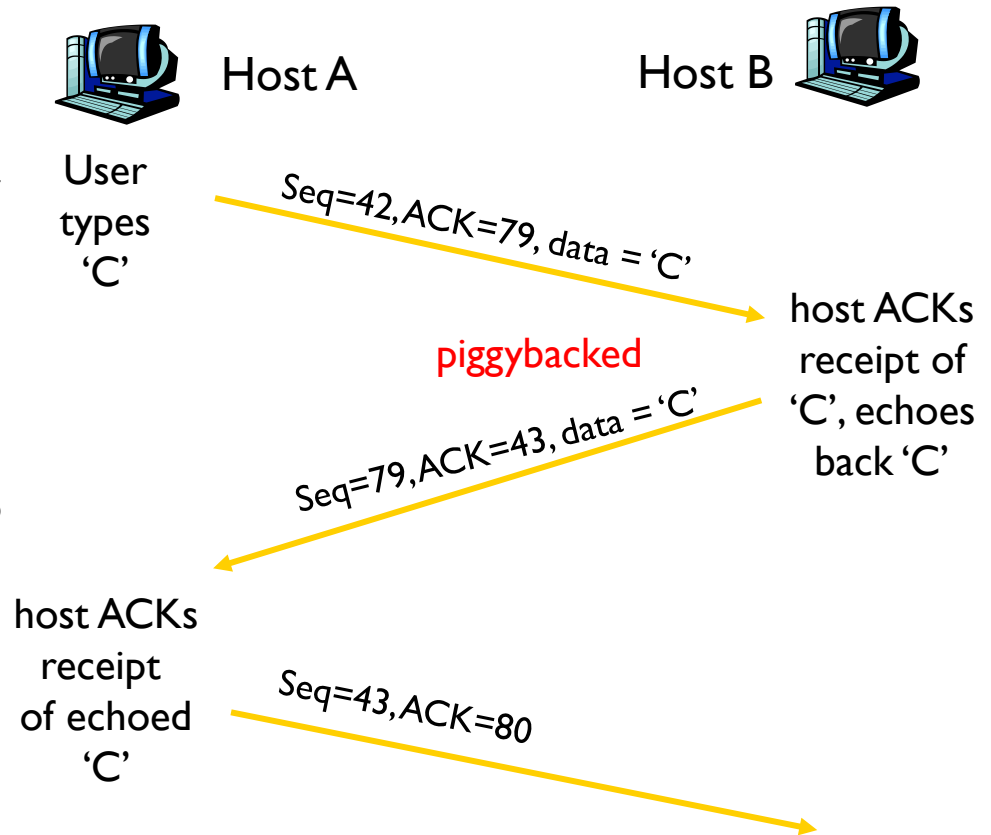 Host A
Host B
User
types
‘C’
Seq=42, ACK=79, data = ‘C’
host ACKs
receipt of
‘C’, echoes
back ‘C’
piggybacked
Seq=79, ACK=43, data = ‘C’
host ACKs
receipt
of echoed
‘C’
Seq=43, ACK=80